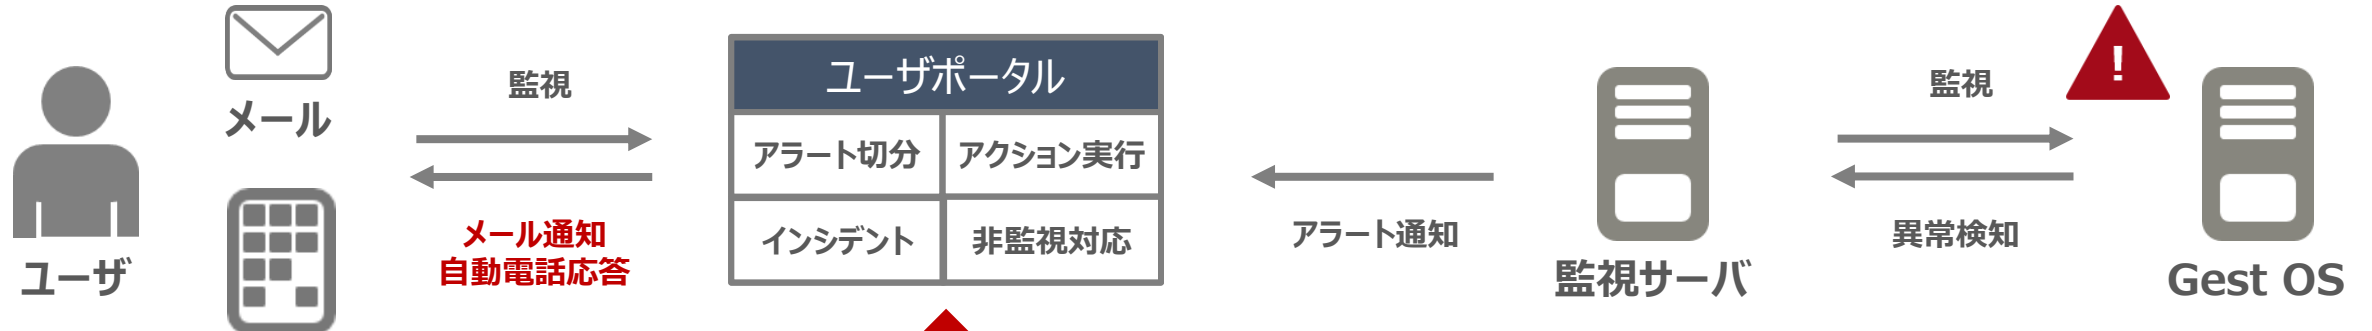 メール
ユーザ
監視
メール通知
自動電話応答
ユーザポータル
アラート切分
アクション実行
インシデント
非監視対応
アラート通知
監視サーバ
監視
異常検知
!
Gest OS